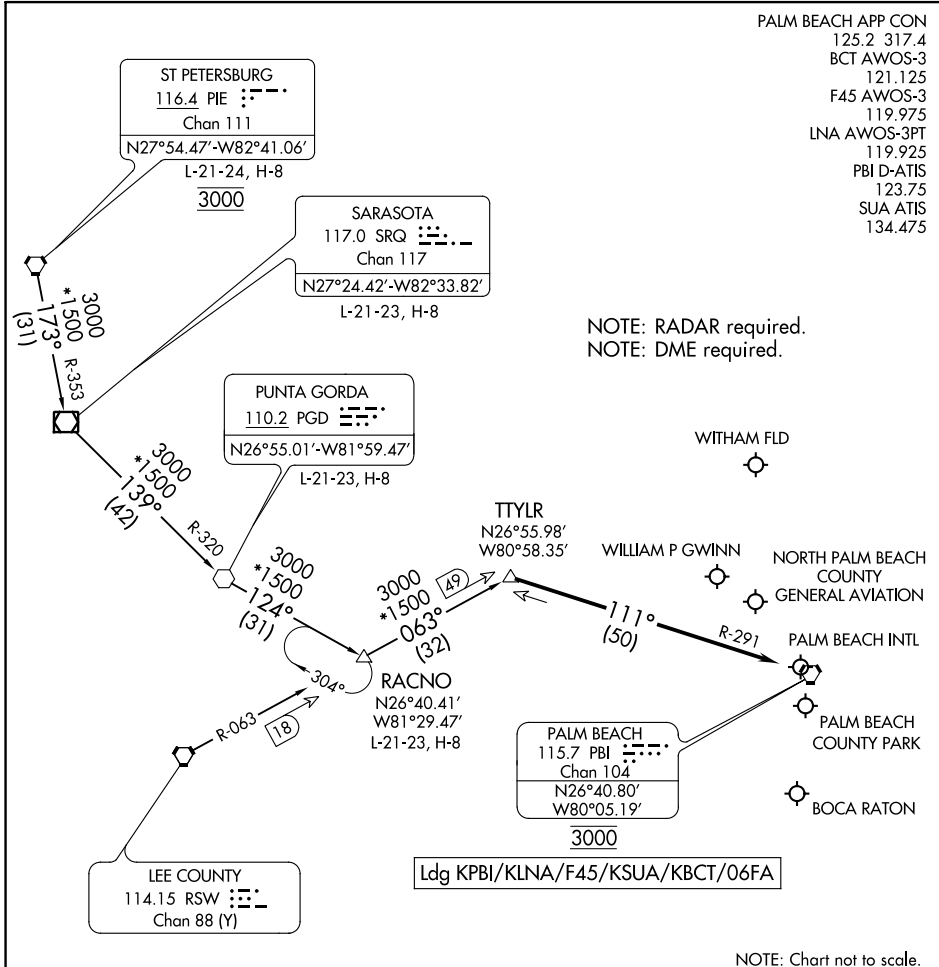 PALM BEACH APP CON
125.2 317.4
BCT AWOS-3
121.125
F45 AWOS-3
119.975
LNA AWOS-3PT
119.925
PBI D-ATIS
123.75
SUA ATIS
134.475
ST PETERSBURG
116.4 PIE
Chan 111
N27°54.47'-W82°41.06'
L-21-24, H-8
3000
SARASOTA
117.0 SRQ
Chan 117
N27°24.42'-W82°33.82'
L-21-23, H-8
3000
*1500
173°
(31)
R-353
NOTE: RADAR required.
NOTE: DME required.
PUNTA GORDA
110.2 PGD
N26°55.01'-W81°59.47'
L-21-23, H-8
3000
*1500
139°
(42)
R-320
WITHAM FLD
TTYLR
N26°55.98'
W80°58.35'
WILLIAM P GWINN
NORTH PALM BEACH
COUNTY
GENERAL AVIATION
3000
*1500
124°
(31)
3000
*1500
063°
(32)
49
111°
(50)
R-291
PALM BEACH INTL
304°
RACNO
N26°40.41'
W81°29.47'
L-21-23, H-8
R-063
18
PALM BEACH
115.7 PBI
Chan 104
N26°40.80'
W80°05.19'
3000
PALM BEACH
COUNTY PARK
BOCA RATON
Ldg KPBI/KLNA/F45/KSUA/KBCT/06FA
LEE COUNTY
114.15 RSW
Chan 88 (Y)
NOTE: Chart not to scale.